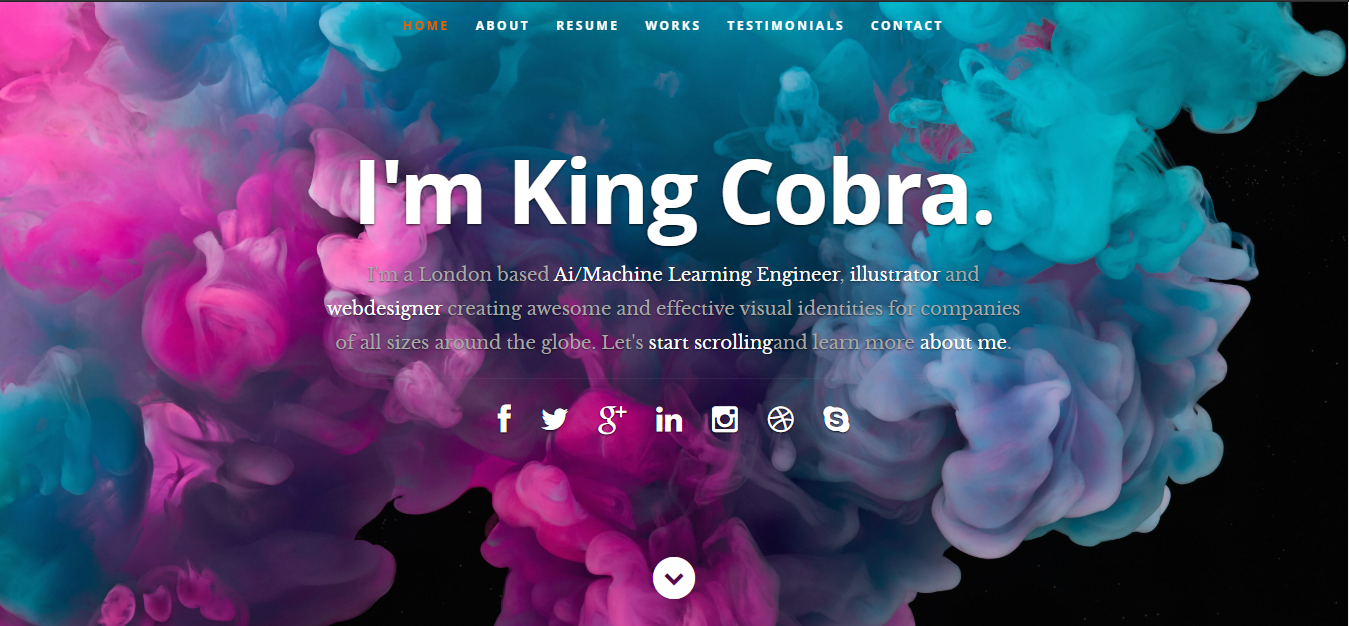 HOME ABOUT RESUME WORKS TESTIMONIALS CONTACT
I'm King Cobra.
I'm a London based Ai/Machine Learning Engineer, illustrator and
webdesigner creating awesome and effective visual identities for companies
of all sizes around the globe. Let's start scrollingand learn more about me.